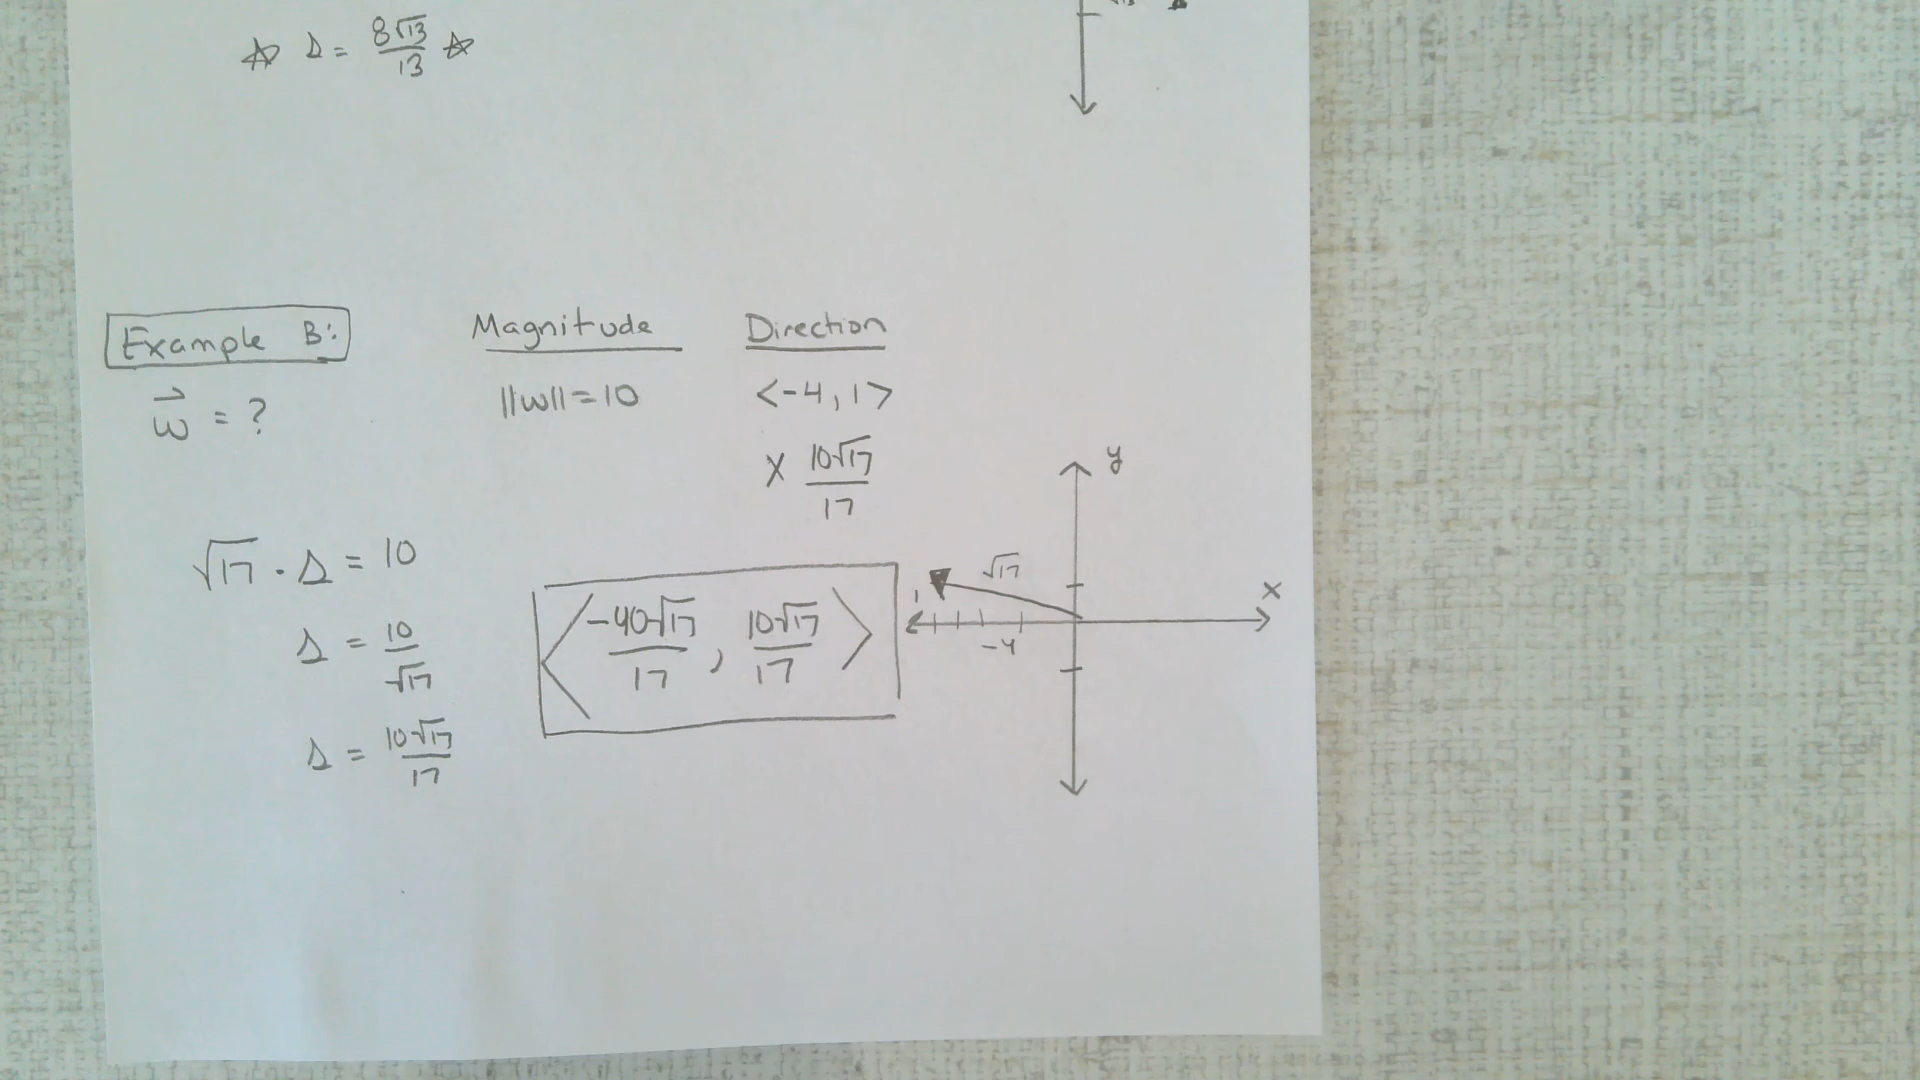 ☆ s = 8√13/13 ☆
Example B:
Magnitude
Direction
w⃗ = ?
||w|| = 10
<-4, 1>
× 10√17/17
√17 · s = 10
s = 10/√17
s = 10√17/17
<-40√17/17, 10√17/17>
y
√17
1
x
-4